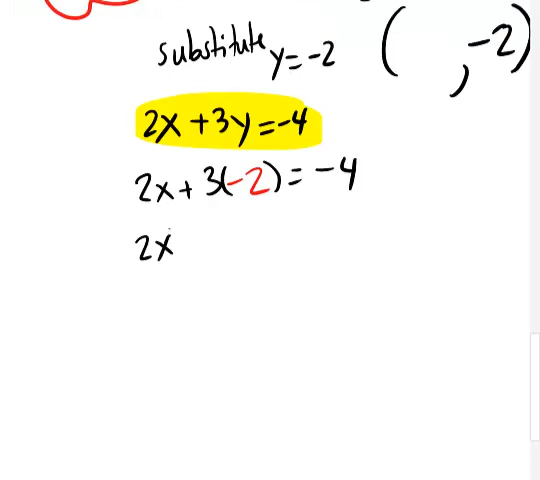 substitute y=-2 ( ,-2)
2x+3y=-4
2x+3(-2)=-4
2x